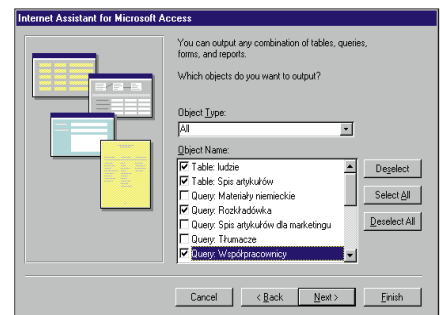 Internet Assistant for Microsoft Access
You can output any combination of tables, queries,
forms, and reports.
Which objects do you want to output?
Object Type:
All
Object Name:
Table: ludzie
Table: Spis artykułów
Query: Materiały niemieckie
Query: Rozkładówka
Query: Spis artykułów dla marketingu
Query: Tłumacze
Query: Współpracownicy
Deselect
Select All
Deselect All
Cancel
< Back
Next >
Finish